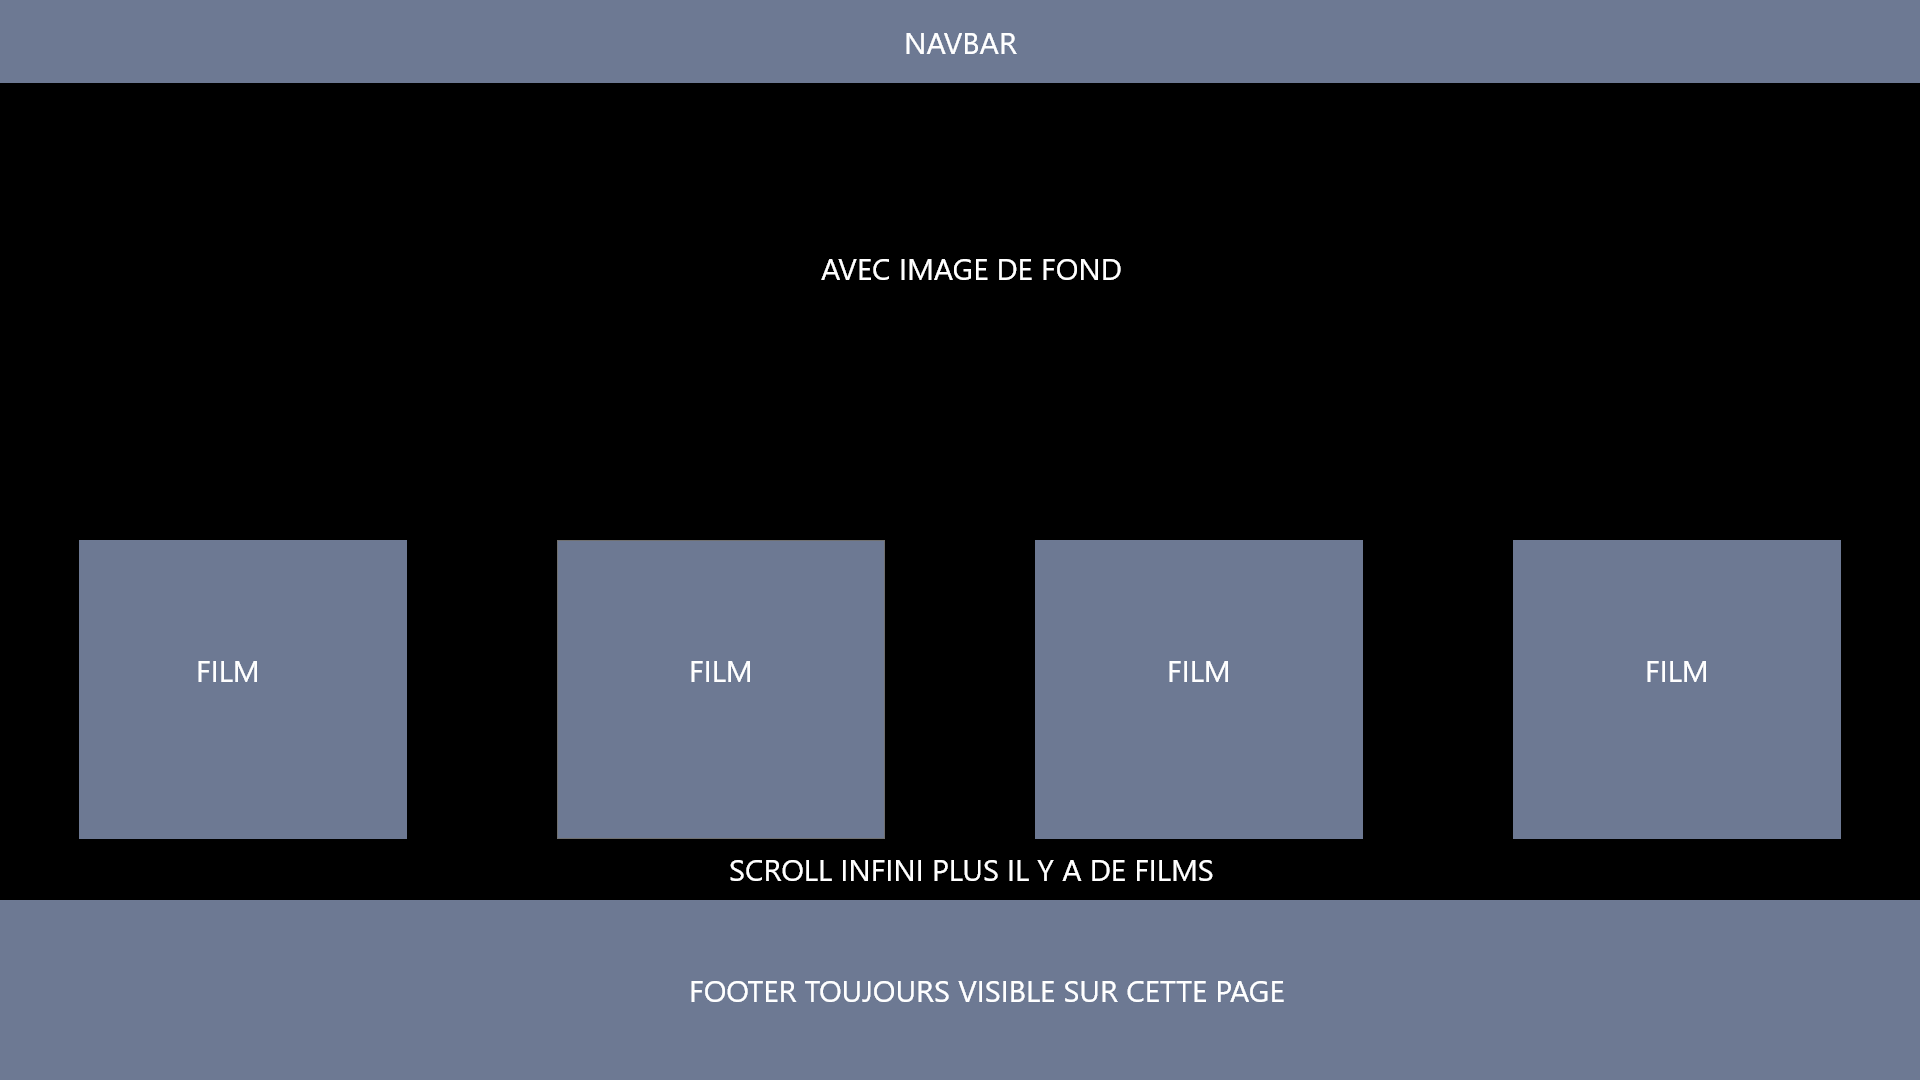 NAVBAR
AVEC IMAGE DE FOND
FILM
FILM
FILM
FILM
SCROLL INFINI PLUS IL Y A DE FILMS
FOOTER TOUJOURS VISIBLE SUR CETTE PAGE